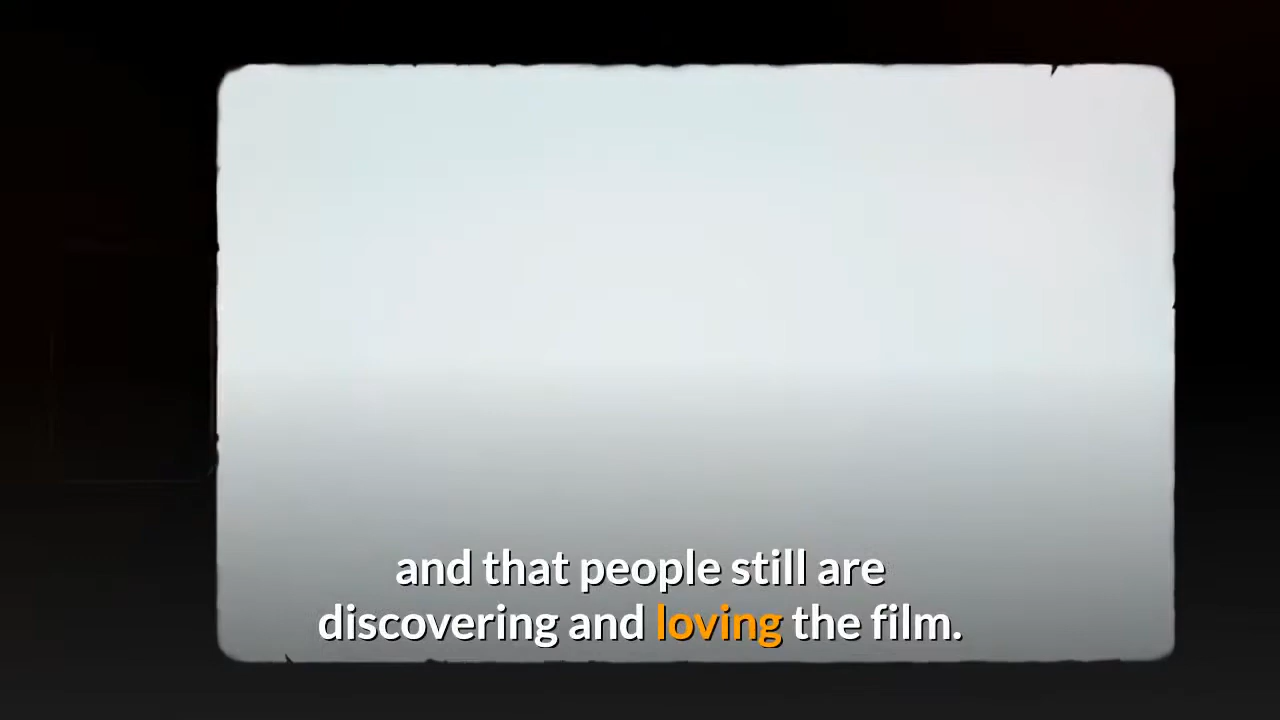 and that people still are
discovering and loving the film.